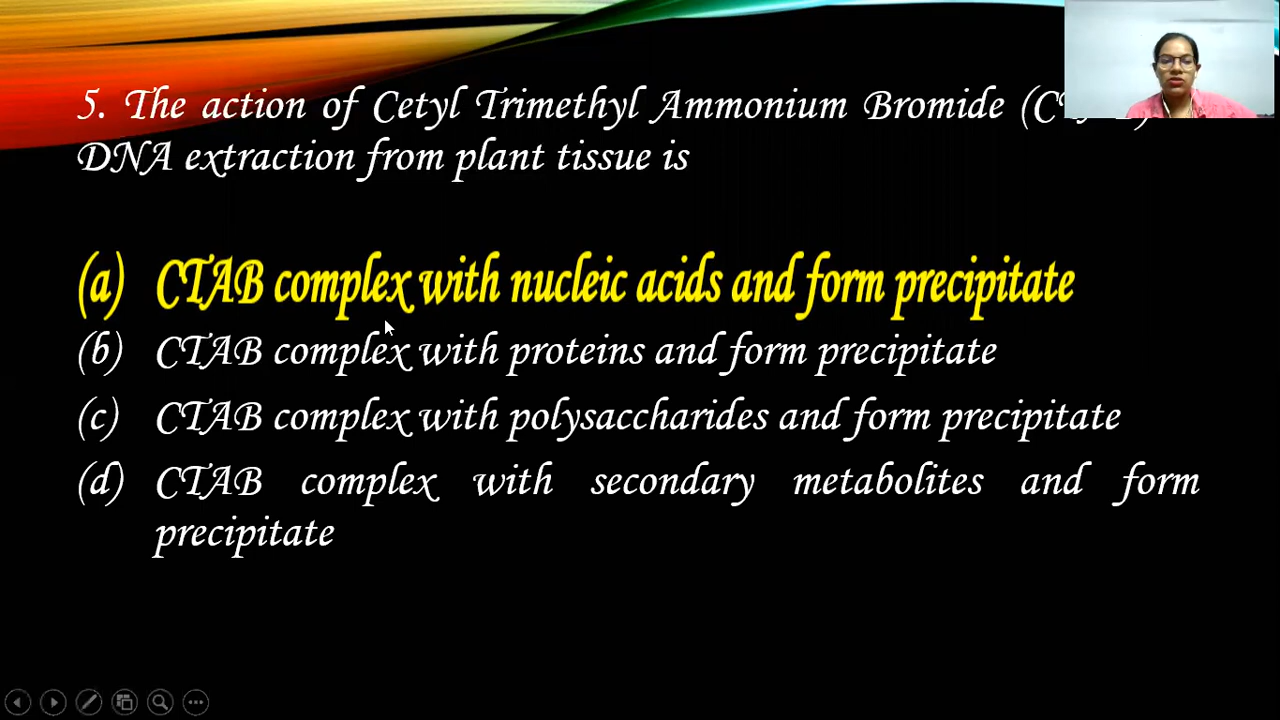 5. The action of Cetyl Trimethyl Ammonium Bromide
DNA extraction from plant tissue is
(a) CTAB complex with nucleic acids and form precipitate
(b) CTAB complex with proteins and form precipitate
(c) CTAB complex with polysaccharides and form precipitate
(d) CTAB complex with secondary metabolites and form
precipitate